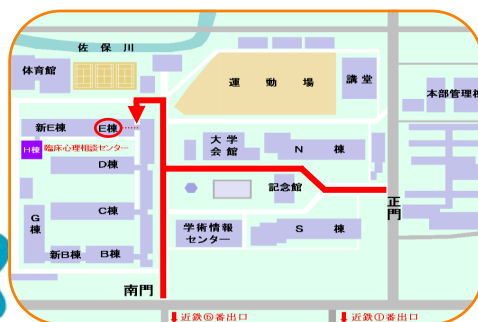 佐保川
体育館
運動場
講堂
本部管理棟
新E棟
E棟
大学
会館
N棟
H棟
臨床心理相談センター
D棟
記念館
正門
C棟
G棟
学術情報
センター
S棟
新B棟
B棟
南門
近鉄⑥番出口
近鉄①番出口